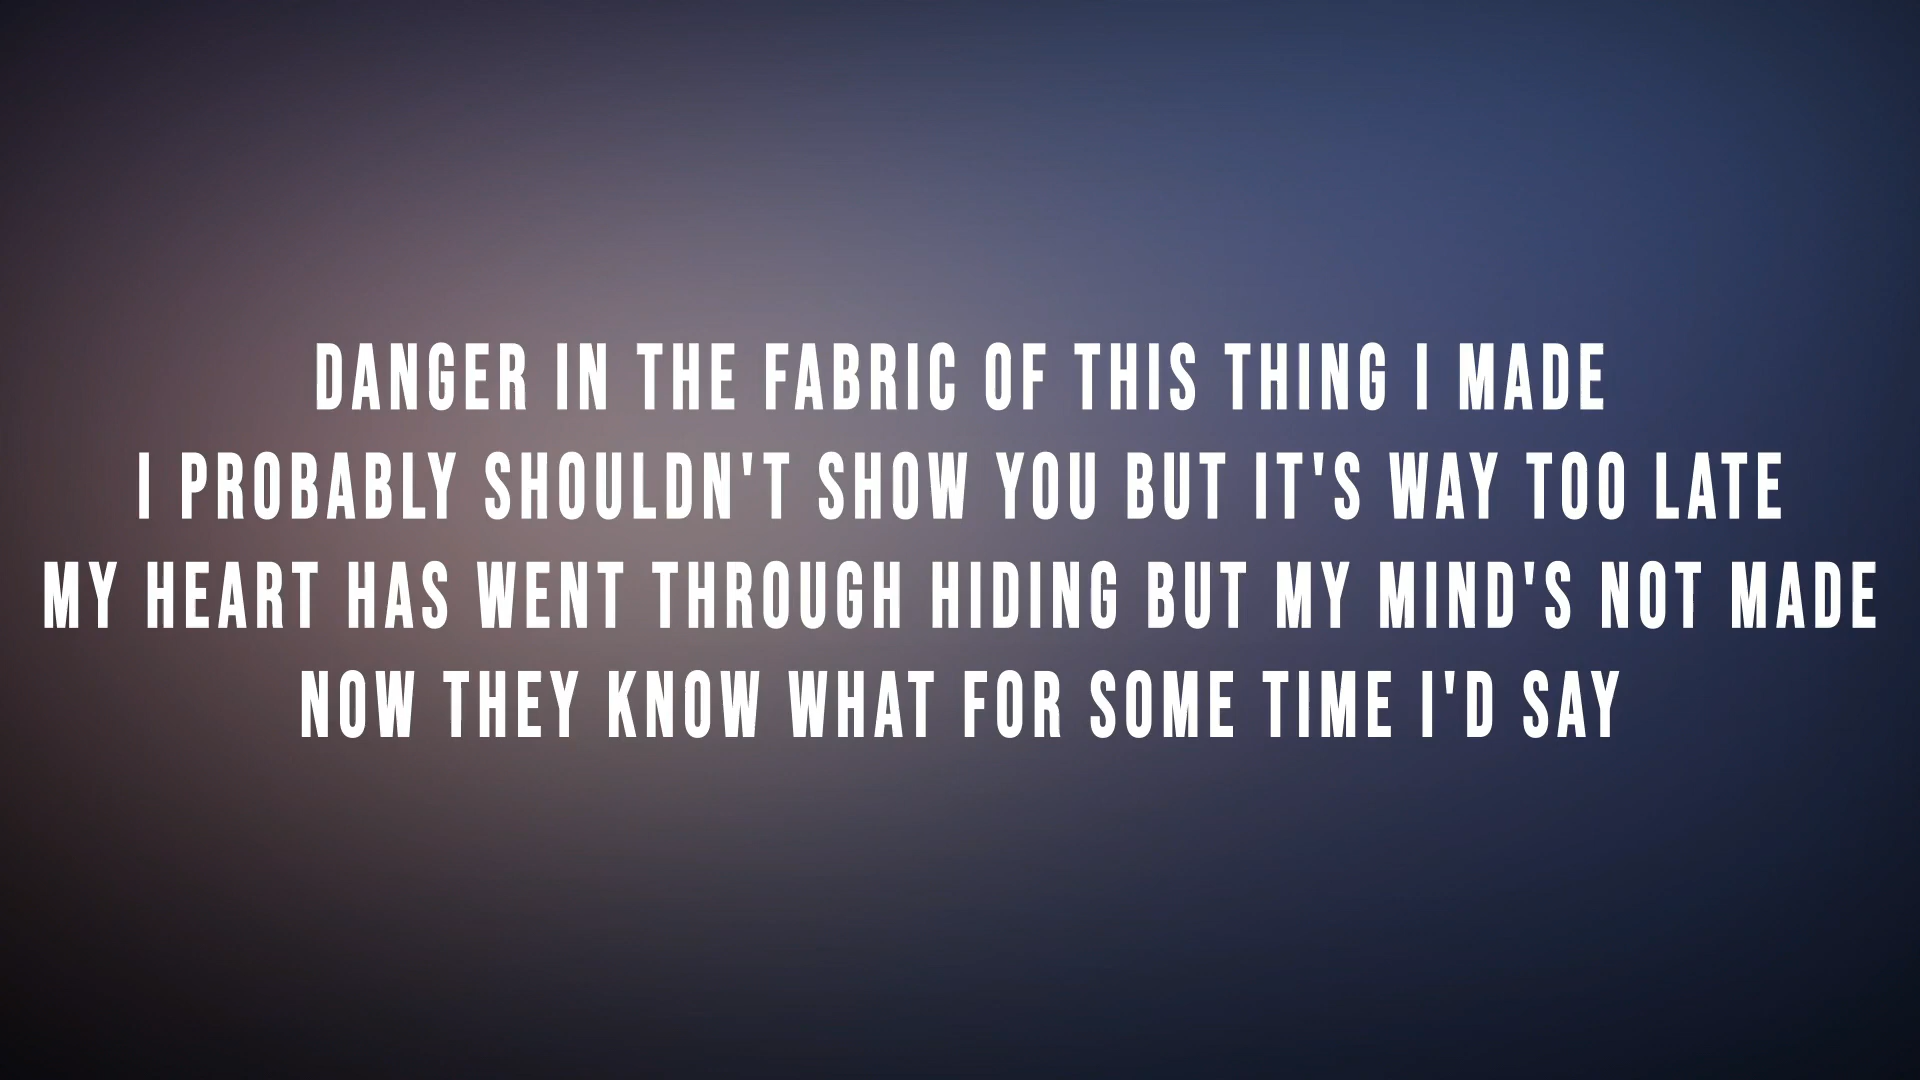 DANGER IN THE FABRIC OF THIS THING I MADE
I PROBABLY SHOULDN'T SHOW YOU BUT IT'S WAY TOO LATE
MY HEART HAS WENT THROUGH HIDING BUT MY MIND'S NOT MADE
NOW THEY KNOW WHAT FOR SOME TIME I'D SAY